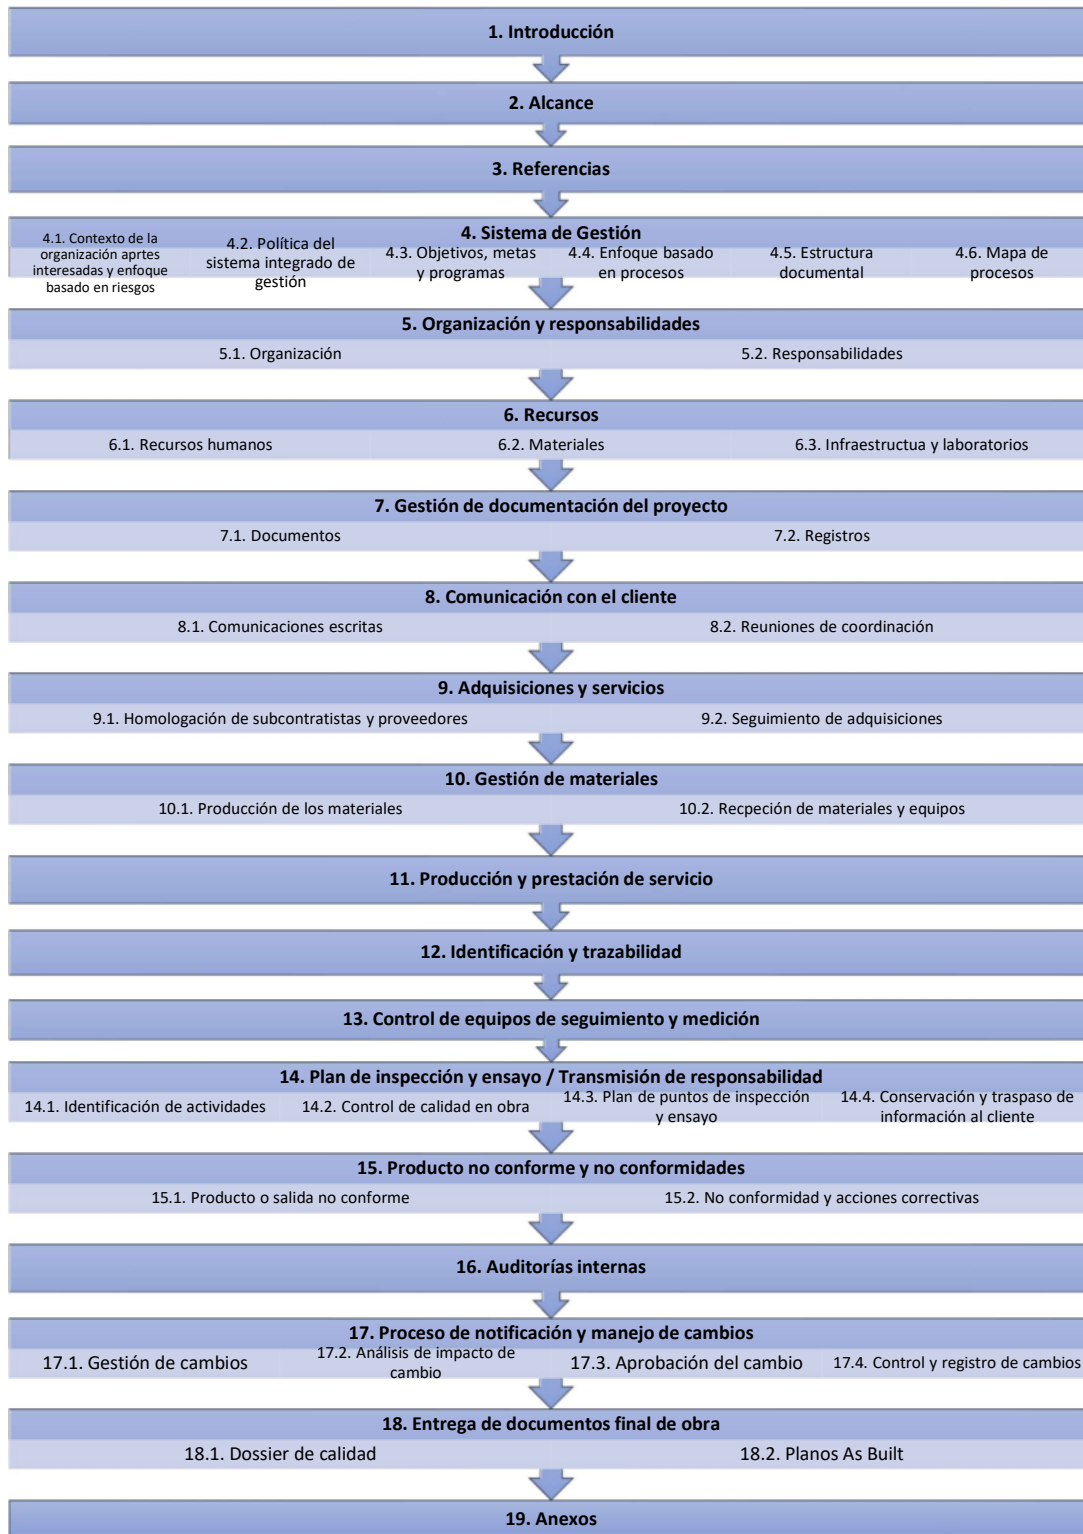 1. Introducción
2. Alcance
3. Referencias
4. Sistema de Gestión
4.1. Contexto de la
organización aprtes
interesadas y enfoque
basado en riesgos
4.2. Política del
sistema integrado de
gestión
4.3. Objetivos, metas
y programas
4.4. Enfoque basado
en procesos
4.5. Estructura
documental
4.6. Mapa de
procesos
5. Organización y responsabilidades
5.1. Organización
5.2. Responsabilidades
6. Recursos
6.1. Recursos humanos
6.2. Materiales
6.3. Infraestructua y laboratorios
7. Gestión de documentación del proyecto
7.1. Documentos
7.2. Registros
8. Comunicación con el cliente
8.1. Comunicaciones escritas
8.2. Reuniones de coordinación
9. Adquisiciones y servicios
9.1. Homologación de subcontratistas y proveedores
9.2. Seguimiento de adquisiciones
10. Gestión de materiales
10.1. Producción de los materiales
10.2. Recpeción de materiales y equipos
11. Producción y prestación de servicio
12. Identificación y trazabilidad
13. Control de equipos de seguimiento y medición
14. Plan de inspección y ensayo / Transmisión de responsabilidad
14.1. Identificación de actividades
14.2. Control de calidad en obra
14.3. Plan de puntos de inspección
y ensayo
14.4. Conservación y traspaso de
información al cliente
15. Producto no conforme y no conformidades
15.1. Producto o salida no conforme
15.2. No conformidad y acciones correctivas
16. Auditorías internas
17. Proceso de notificación y manejo de cambios
17.1. Gestión de cambios
17.2. Análisis de impacto de
cambio
17.3. Aprobación del cambio
17.4. Control y registro de cambios
18. Entrega de documentos final de obra
18.1. Dossier de calidad
18.2. Planos As Built
19. Anexos